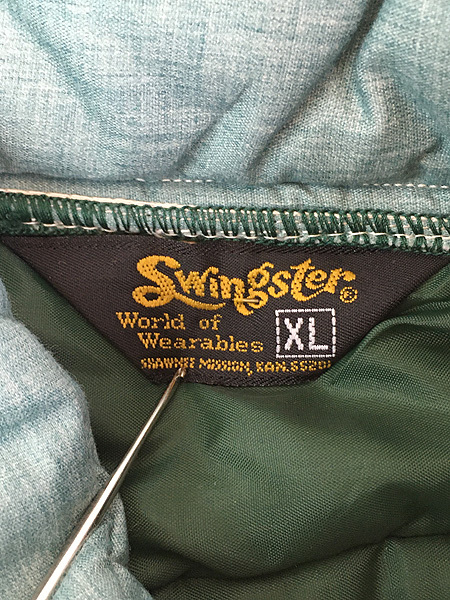 Swingster®
World of
Wearables
XL
SHAWNEE MISSION, KAN. 66201